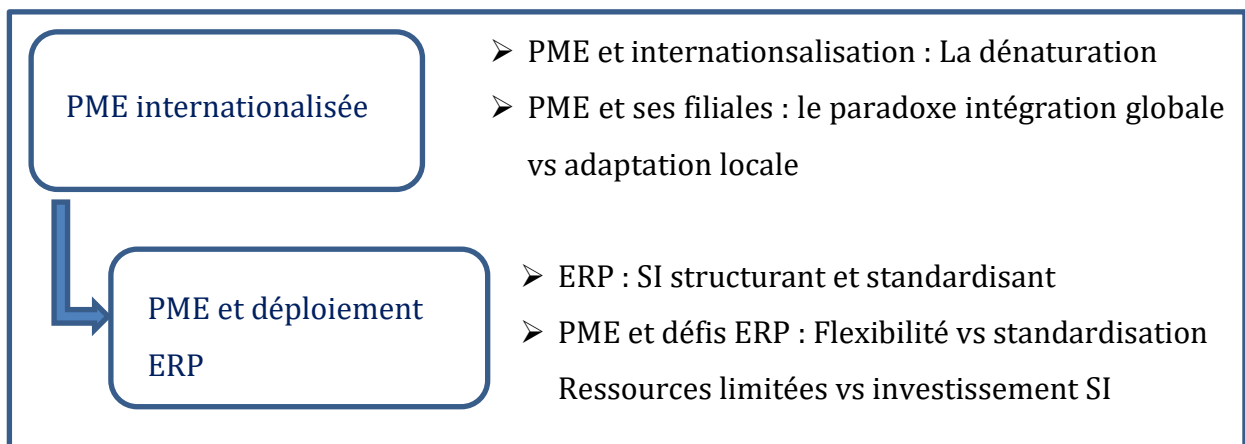 PME internationalisée
➢ PME et internationsalisation : La dénaturation
➢ PME et ses filiales : le paradoxe intégration globale
vs adaptation locale
PME et déploiement
ERP
➢ ERP : SI structurant et standardisant
➢ PME et défis ERP : Flexibilité vs standardisation
Ressources limitées vs investissement SI